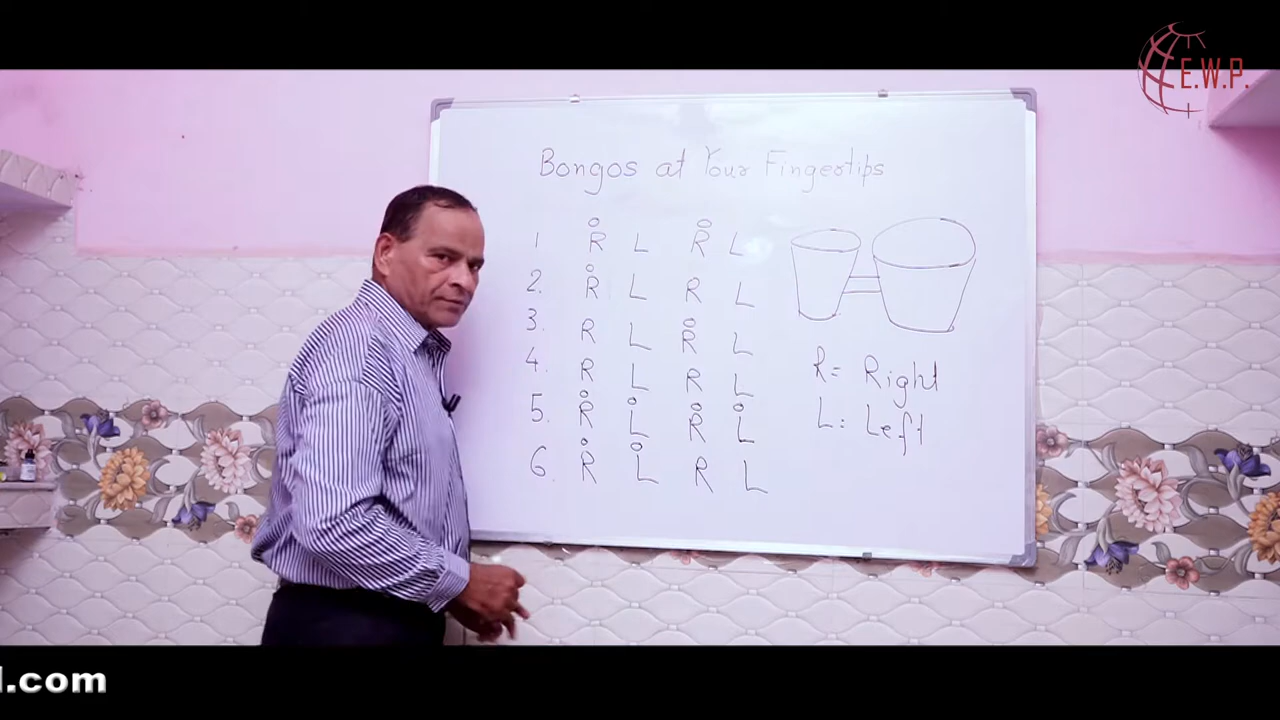 E.W.P.
Bongos at Your Fingertips
1 R L R L
2. R L R L
3. R L R L
4. R L R L
5. R L R L
6. R L R L
R= Right
L= Left
.com